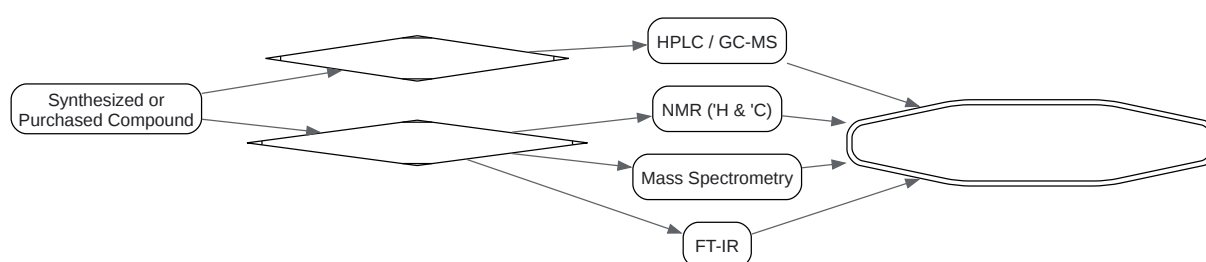 Synthesized or
Purchased Compound
HPLC / GC-MS
NMR ('H & 'C)
Mass Spectrometry
FT-IR